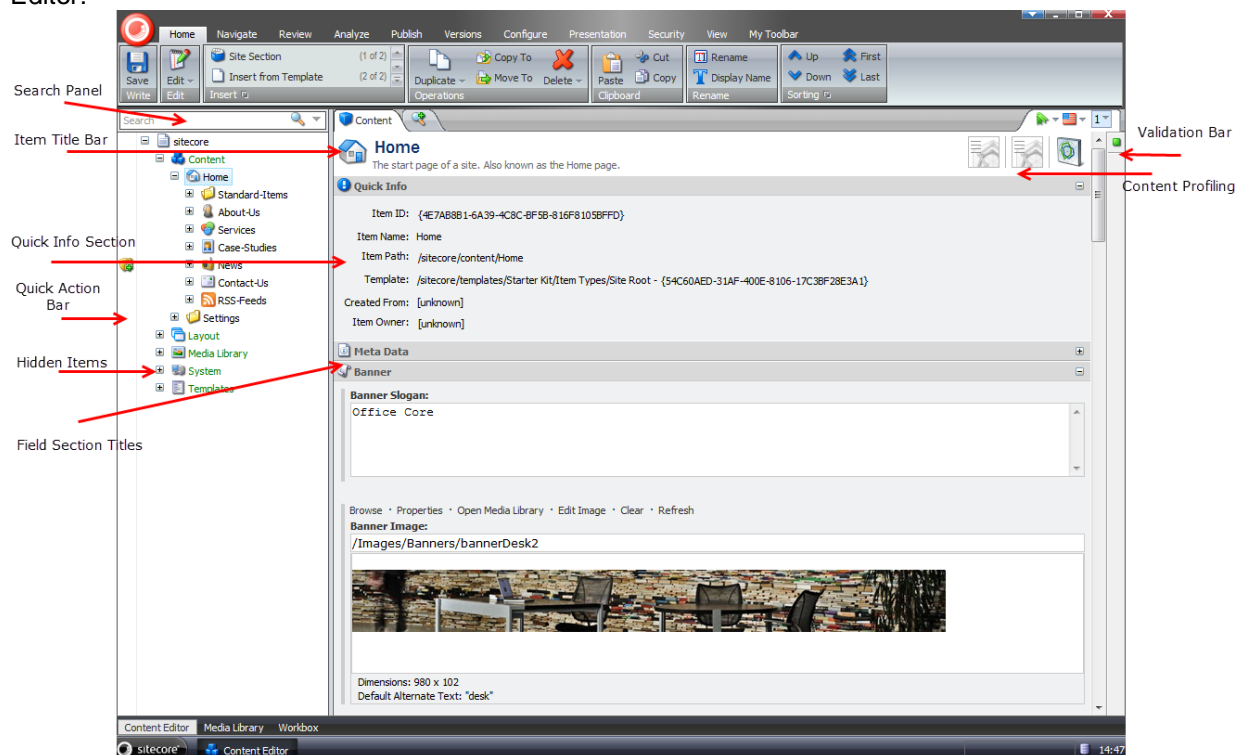 Editor.
Home Navigate Review Analyze Publish Versions Configure Presentation Security View My Toolbar
Save Edit Site Section (1 of 2) Duplicate Copy To Delete Paste Cut Rename Up First
Insert from Template (2 of 2) Move To Copy Display Name Down Last
Write Edit Insert Operations Clipboard Rename Sorting
Search Panel
Search
Content
1
Validation Bar
Item Title Bar
sitecore
Content
Home
Standard-Items
About-Us
Services
Case-Studies
News
Contact-Us
RSS-Feeds
Settings
Layout
Media Library
System
Templates
Home
The start page of a site. Also known as the Home page.
Content Profiling
Quick Info
Item ID: {4E7AB8B1-6A39-4C8C-BF5B-816F8105BFFD}
Item Name: Home
Item Path: /sitecore/content/Home
Template: /sitecore/templates/Starter Kit/Item Types/Site Root - {54C60AED-31AF-400E-8106-17C3BF28E3A1}
Created From: [unknown]
Item Owner: [unknown]
Quick Info Section
Quick Action
Bar
Hidden Items
Field Section Titles
Meta Data
Banner
Banner Slogan:
Office Core
Browse · Properties · Open Media Library · Edit Image · Clear · Refresh
Banner Image:
/Images/Banners/bannerDesk2
Dimensions: 980 x 102
Default Alternate Text: "desk"
Content Editor Media Library Workbox
sitecore Content Editor 14:47